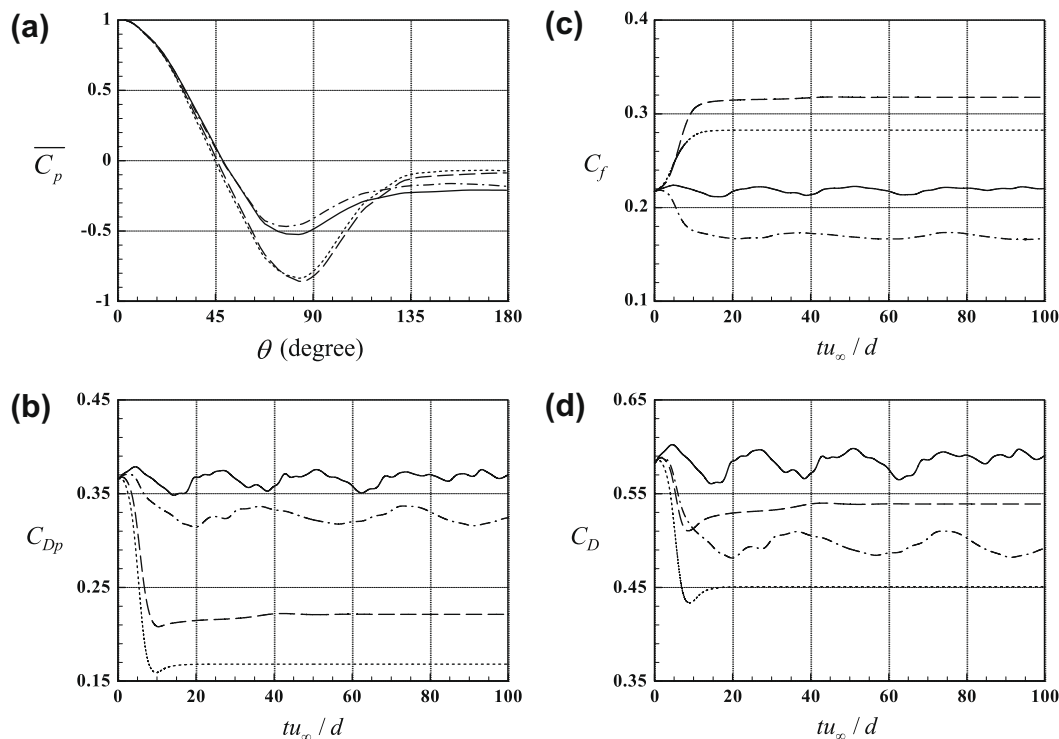 (a)
1
0.5
0
-0.5
-1
C_p
0 45 90 135 180
θ (degree)
(c)
0.4
0.3
0.2
0.1
C_f
0 20 40 60 80 100
tu_∞ / d
(b)
0.45
0.35
0.25
0.15
C_Dp
0 20 40 60 80 100
tu_∞ / d
(d)
0.65
0.55
0.45
0.35
C_D
0 20 40 60 80 100
tu_∞ / d